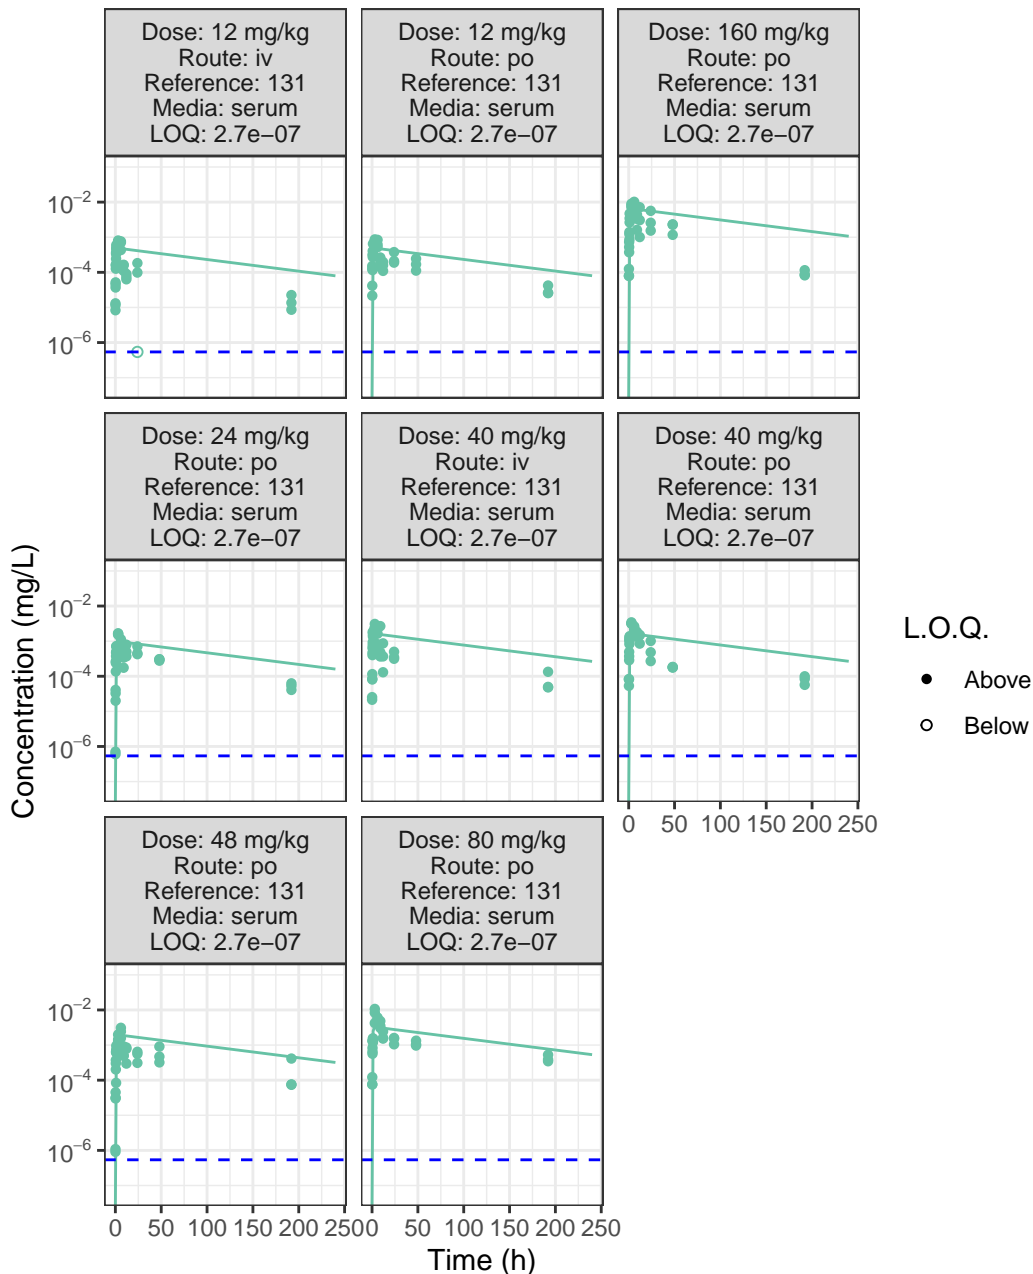 Dose: 12 mg/kg
Route: iv
Reference: 131
Media: serum
LOQ: 2.7e−07
Dose: 12 mg/kg
Route: po
Reference: 131
Media: serum
LOQ: 2.7e−07
Dose: 160 mg/kg
Route: po
Reference: 131
Media: serum
LOQ: 2.7e−07
10⁻²
10⁻⁴
10⁻⁶
Dose: 24 mg/kg
Route: po
Reference: 131
Media: serum
LOQ: 2.7e−07
Dose: 40 mg/kg
Route: iv
Reference: 131
Media: serum
LOQ: 2.7e−07
Dose: 40 mg/kg
Route: po
Reference: 131
Media: serum
LOQ: 2.7e−07
10⁻²
10⁻⁴
10⁻⁶
0 50 100 150 200 250
Dose: 48 mg/kg
Route: po
Reference: 131
Media: serum
LOQ: 2.7e−07
Dose: 80 mg/kg
Route: po
Reference: 131
Media: serum
LOQ: 2.7e−07
10⁻²
10⁻⁴
10⁻⁶
0 50 100 150 200 250
0 50 100 150 200 250
Time (h)
Concentration (mg/L)
L.O.Q.
Above
Below